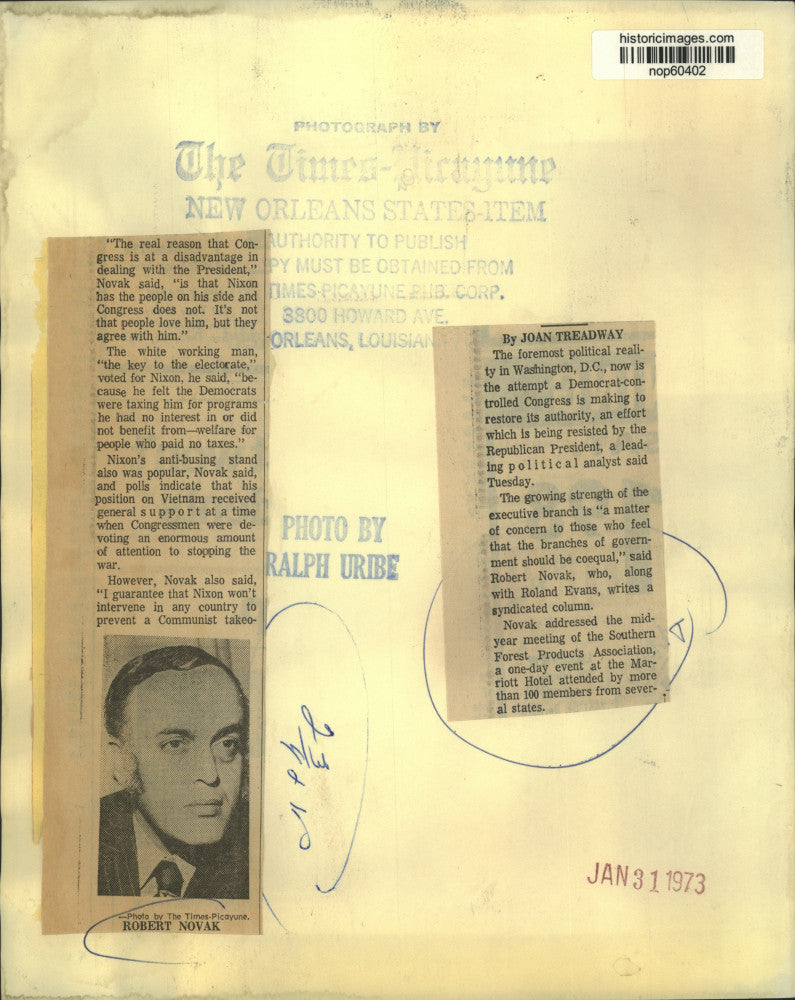 historicimages.com
nop60402
PHOTOGRAPH BY
The Times-Picayune
NEW ORLEANS STATES-ITEM
AUTHORITY TO PUBLISH
PY MUST BE OBTAINED FROM
TIMES-PICAYUNE PUB. CORP.
3800 HOWARD AVE.
ORLEANS, LOUISIAN
"The real reason that Con-
gress is at a disadvantage in
dealing with the President,"
Novak said, "is that Nixon
has the people on his side and
Congress does not. It's not
that people love him, but they
agree with him."
The white working man,
"the key to the electorate,"
voted for Nixon, he said, "be-
cause he felt the Democrats
were taxing him for programs
he had no interest in or did
not benefit from—welfare for
people who paid no taxes."
Nixon's anti-busing stand
also was popular, Novak said,
and polls indicate that his
position on Vietnam received
general support at a time
when Congressmen were de-
voting an enormous amount
of attention to stopping the
war.
However, Novak also said,
"I guarantee that Nixon won't
intervene in any country to
prevent a Communist takeo-
—Photo by The Times-Picayune.
ROBERT NOVAK
PHOTO BY
RALPH URIBE
By JOAN TREADWAY
The foremost political reali-
ty in Washington, D.C., now is
the attempt a Democrat-con-
trolled Congress is making to
restore its authority, an effort
which is being resisted by the
Republican President, a lead-
ing political analyst said
Tuesday.
The growing strength of the
executive branch is "a matter
of concern to those who feel
that the branches of govern-
ment should be coequal," said
Robert Novak, who, along
with Roland Evans, writes a
syndicated column.
Novak addressed the mid-
year meeting of the Southern
Forest Products Association,
a one-day event at the Mar-
riott Hotel attended by more
than 100 members from sever-
al states.
JAN 31 1973